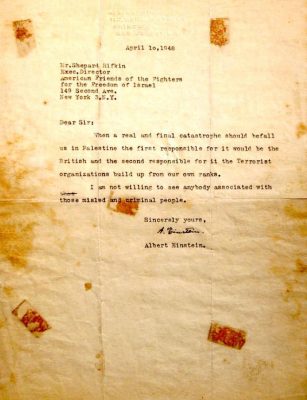 April 10, 1948
Mr.Shepard Rifkin
Exec.Director
American Friends of the Fighters
for the Freedom of Israel
149 Second Ave.
New York 3,N.Y.
Dear Sir:
When a real and final catastrophe should befall
us in Palestine the first responsible for it would be the
British and the second responsible for it the Terrorist
organizations build up from our own ranks.
I am not willing to see anybody associated with
those misled and criminal people.
Sincerely yours,
A. Einstein.
Albert Einstein.